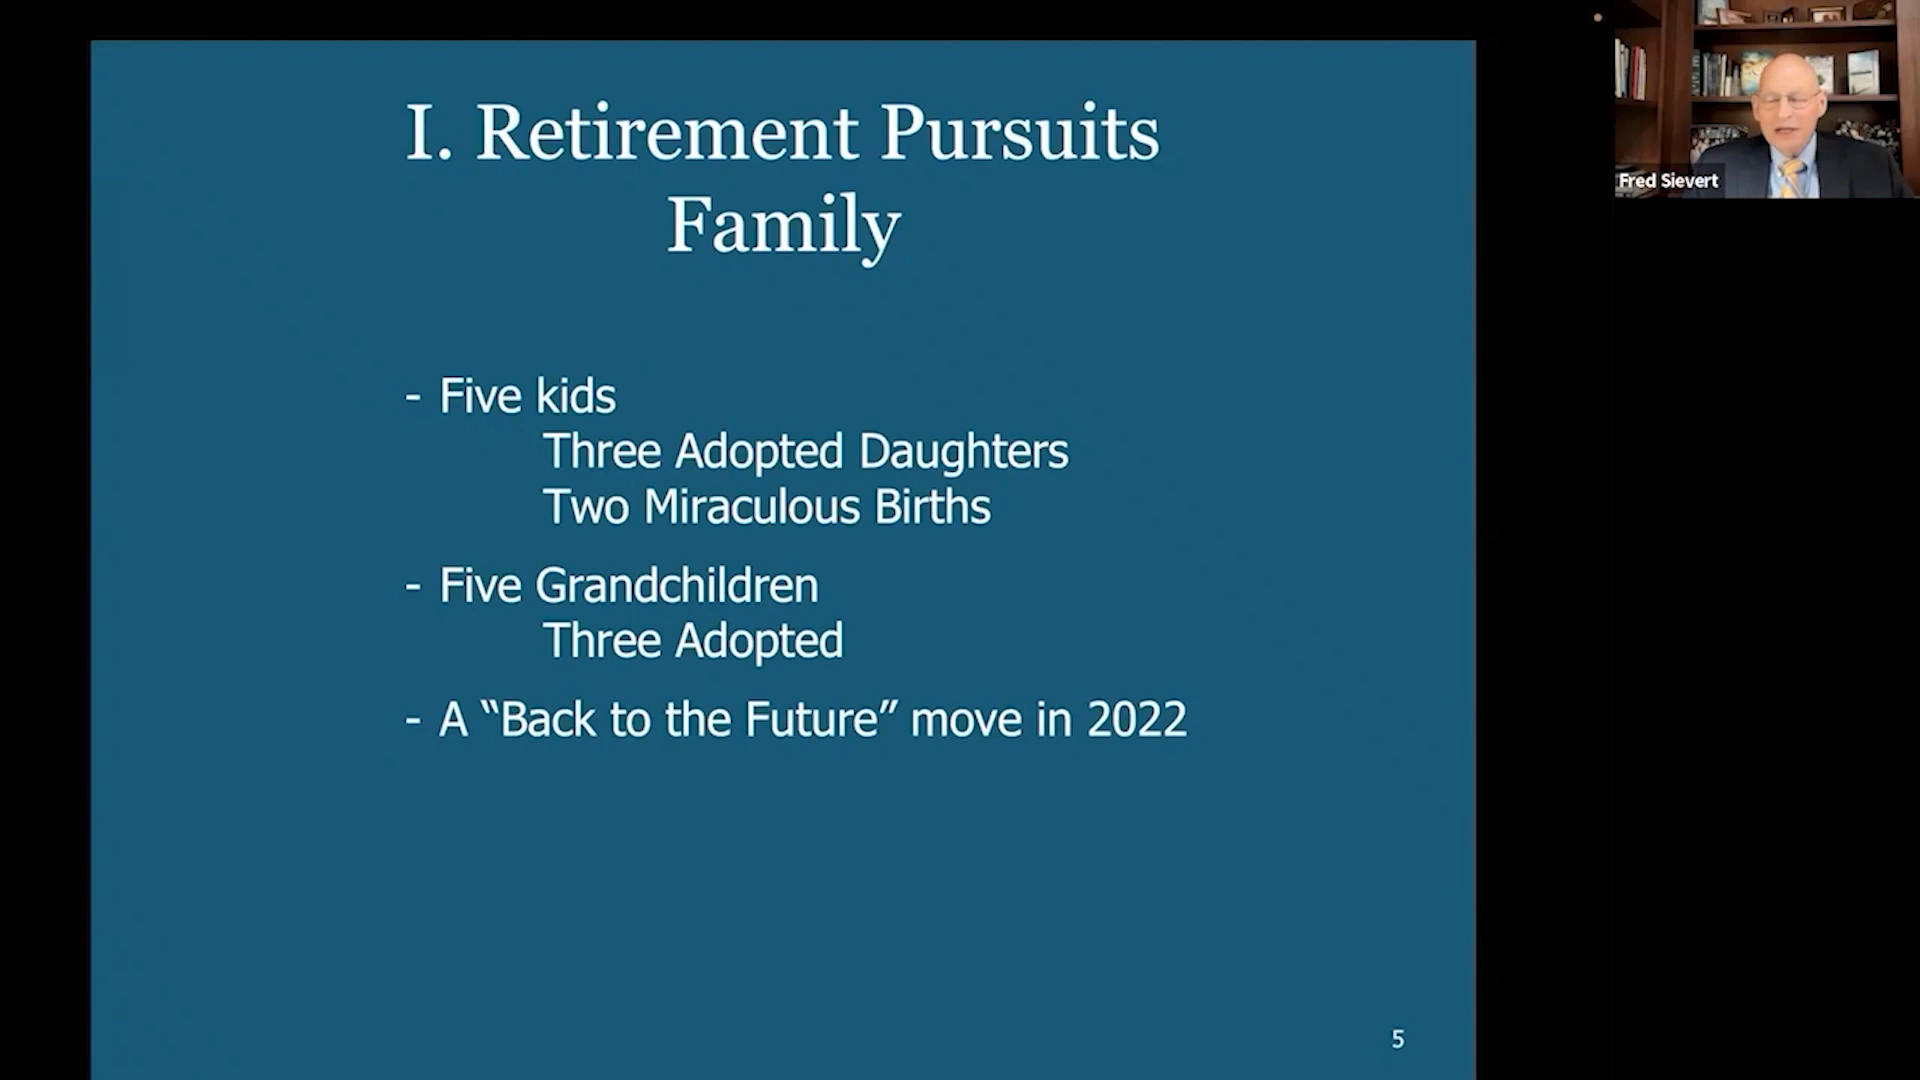 I. Retirement Pursuits
Family
- Five kids
Three Adopted Daughters
Two Miraculous Births
- Five Grandchildren
Three Adopted
- A “Back to the Future” move in 2022
5
Fred Sievert